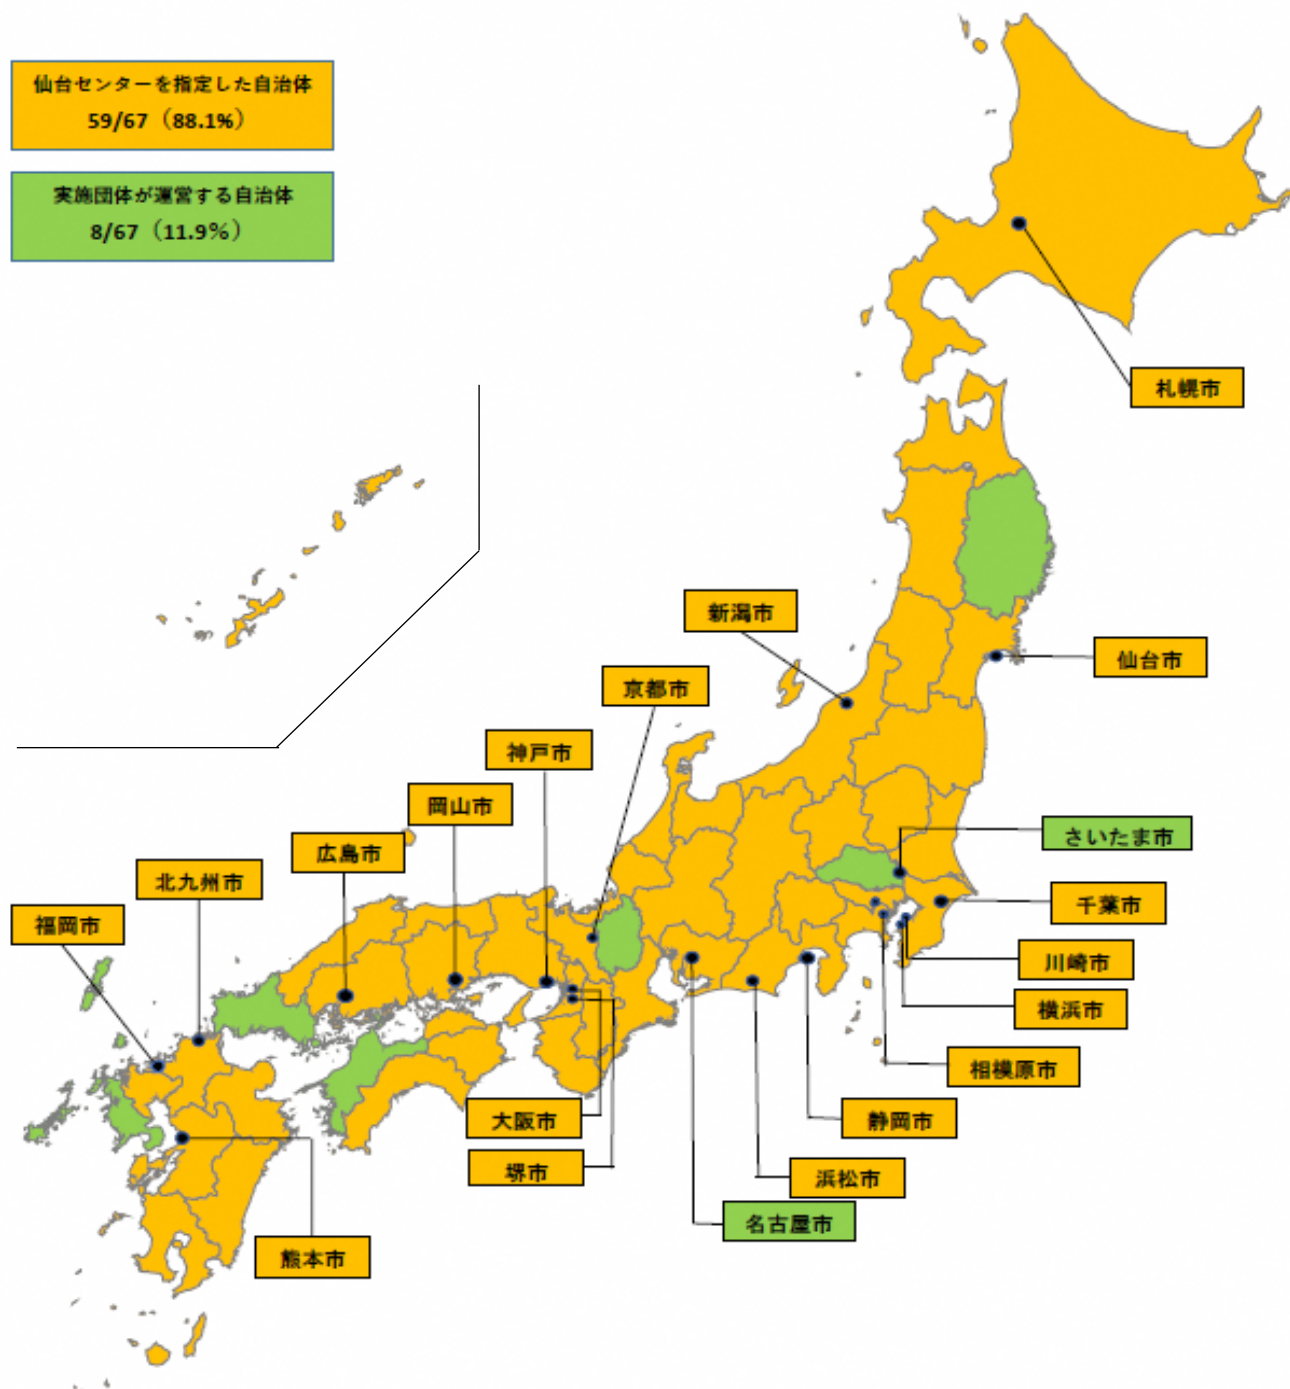 仙台センターを指定した自治体
59/67（88.1%）
実施団体が運営する自治体
8/67（11.9%）
札幌市
新潟市
仙台市
京都市
神戸市
岡山市
さいたま市
広島市
北九州市
千葉市
福岡市
川崎市
横浜市
相模原市
大阪市
静岡市
堺市
浜松市
名古屋市
熊本市